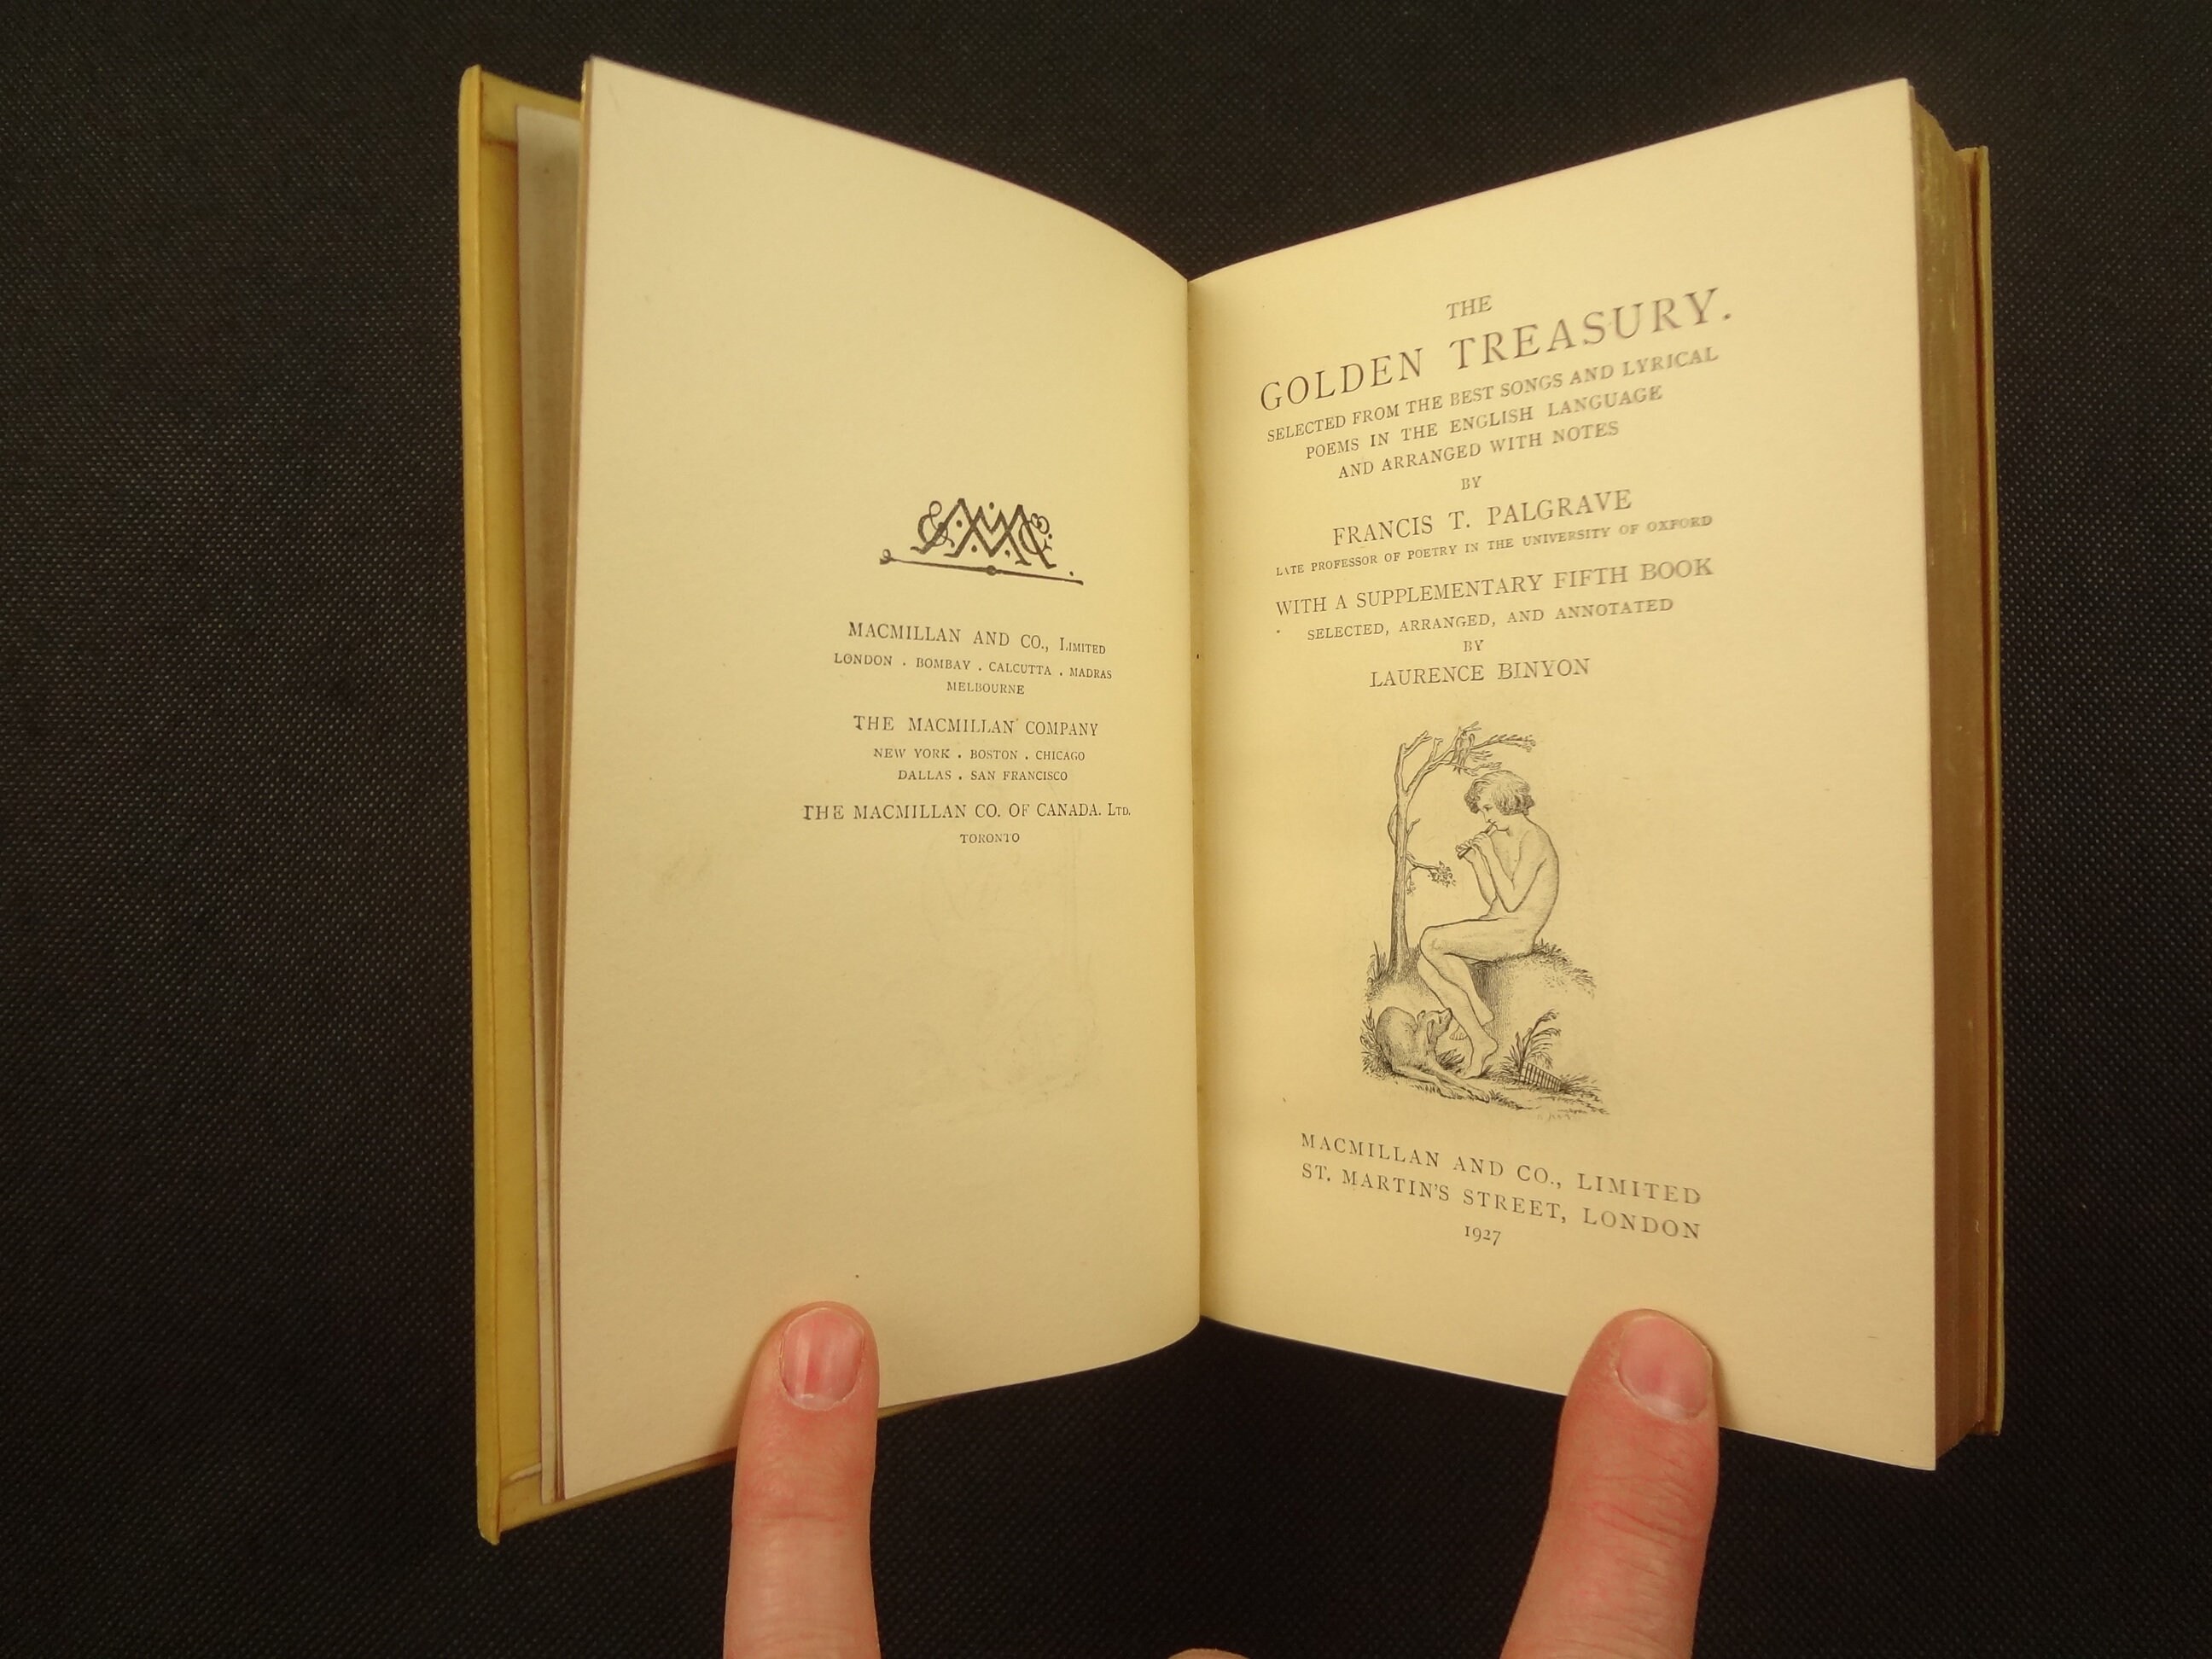 MACMILLAN AND CO., LIMITED
LONDON . BOMBAY . CALCUTTA . MADRAS
MELBOURNE
THE MACMILLAN COMPANY
NEW YORK . BOSTON . CHICAGO
DALLAS . SAN FRANCISCO
THE MACMILLAN CO. OF CANADA. LTD.
TORONTO
THE
GOLDEN TREASURY.
SELECTED FROM THE BEST SONGS AND LYRICAL
POEMS IN THE ENGLISH LANGUAGE
AND ARRANGED WITH NOTES
BY
FRANCIS T. PALGRAVE
LATE PROFESSOR OF POETRY IN THE UNIVERSITY OF OXFORD
WITH A SUPPLEMENTARY FIFTH BOOK
SELECTED, ARRANGED, AND ANNOTATED
BY
LAURENCE BINYON
MACMILLAN AND CO., LIMITED
ST. MARTIN'S STREET, LONDON
1927